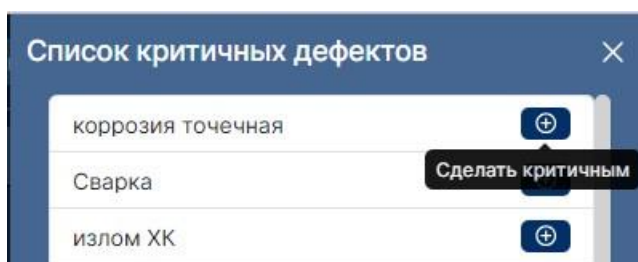 Список критичных дефектов
коррозия точечная
Сделать критичным
Сварка
излом ХК